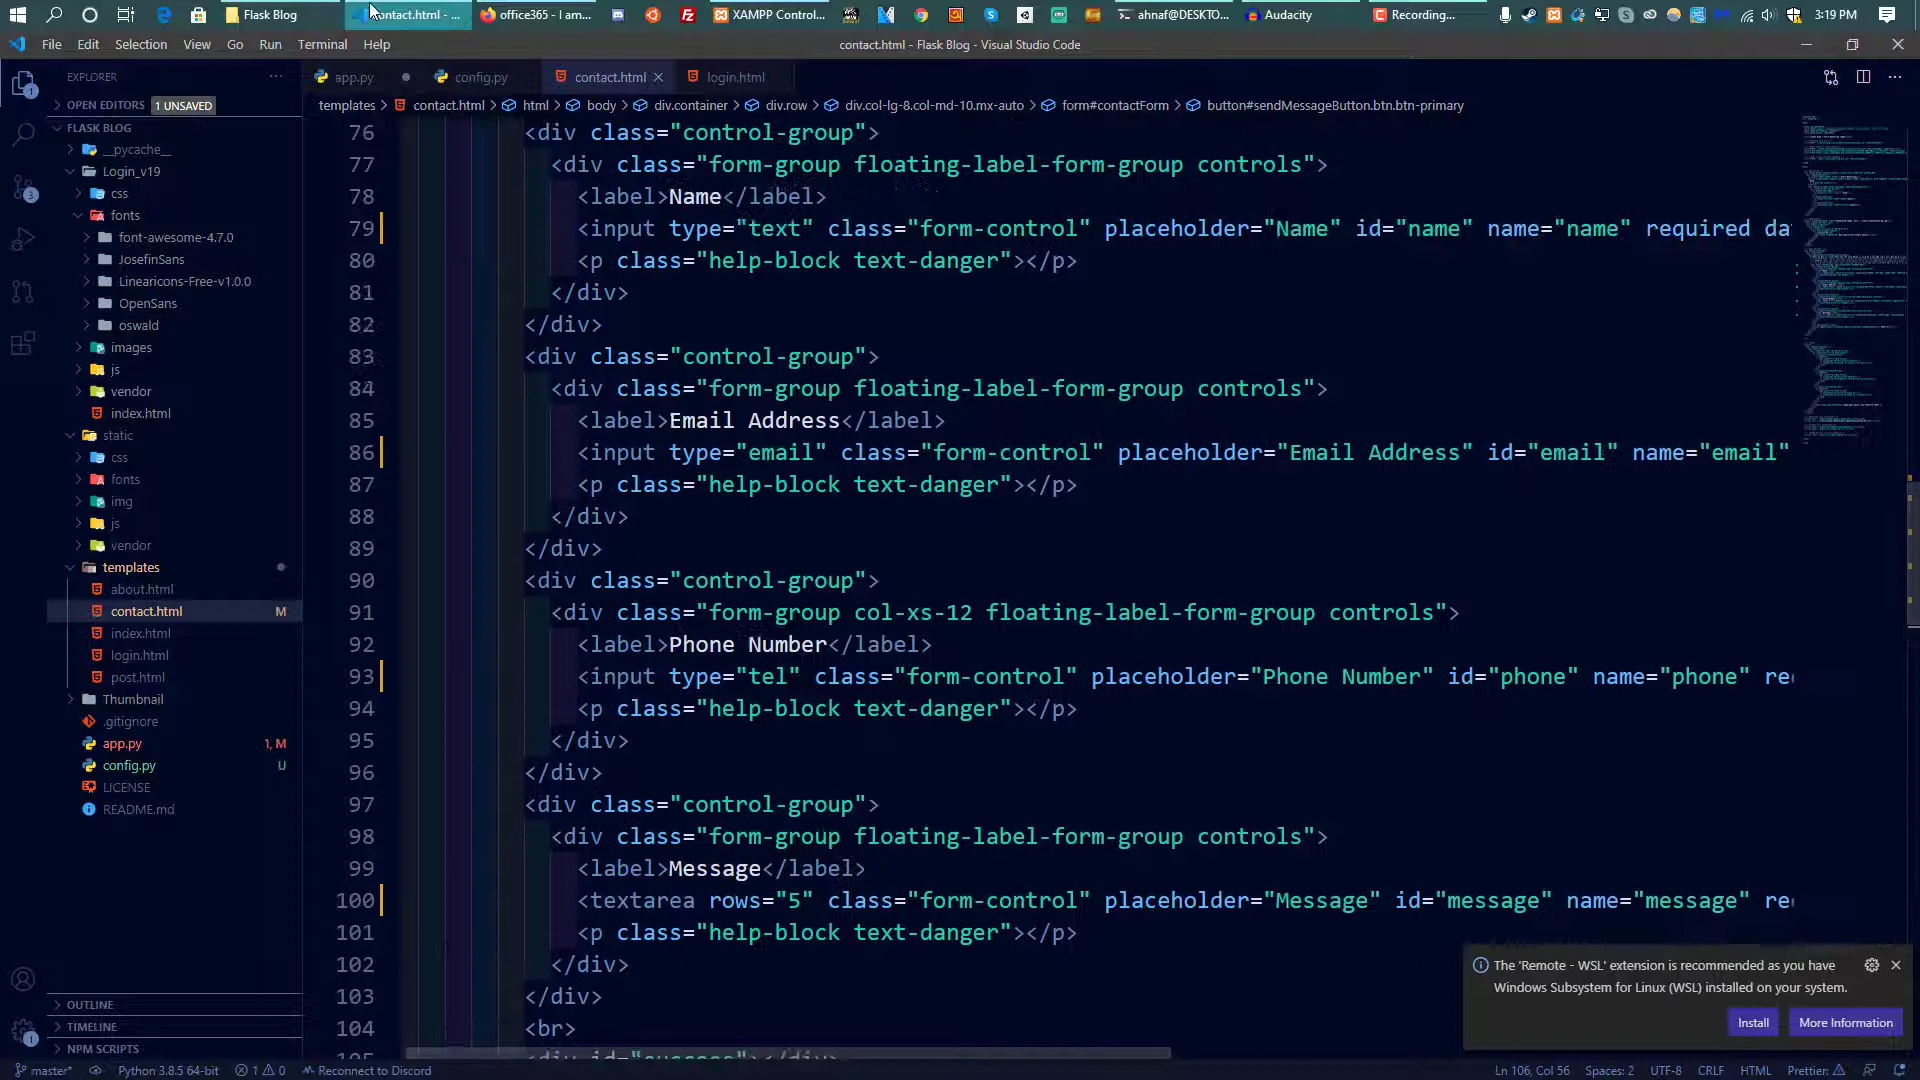 Flask Blog
contact.html - ...
office365 - I am...
XAMPP Control...
ahnaf@DESKTO...
Audacity
Recording...
3:19 PM
File Edit Selection View Go Run Terminal Help
contact.html - Flask Blog - Visual Studio Code
EXPLORER
app.py
config.py
contact.html
login.html
OPEN EDITORS 1 UNSAVED
templates > contact.html > html > body > div.container > div.row > div.col-lg-8.col-md-10.mx-auto > form#contactForm > button#sendMessageButton.btn.btn-primary
FLASK BLOG
__pycache__
Login_v19
css
fonts
font-awesome-4.7.0
JosefinSans
Linearicons-Free-v1.0.0
OpenSans
oswald
images
js
vendor
index.html
static
css
fonts
img
js
vendor
templates
about.html
contact.html M
index.html
login.html
post.html
Thumbnail
.gitignore
app.py 1, M
config.py U
LICENSE
README.md
OUTLINE
TIMELINE
NPM SCRIPTS
76 <div class="control-group">
77 <div class="form-group floating-label-form-group controls">
78 <label>Name</label>
79 <input type="text" class="form-control" placeholder="Name" id="name" name="name" required da
80 <p class="help-block text-danger"></p>
81 </div>
82 </div>
83 <div class="control-group">
84 <div class="form-group floating-label-form-group controls">
85 <label>Email Address</label>
86 <input type="email" class="form-control" placeholder="Email Address" id="email" name="email"
87 <p class="help-block text-danger"></p>
88 </div>
89 </div>
90 <div class="control-group">
91 <div class="form-group col-xs-12 floating-label-form-group controls">
92 <label>Phone Number</label>
93 <input type="tel" class="form-control" placeholder="Phone Number" id="phone" name="phone" re
94 <p class="help-block text-danger"></p>
95 </div>
96 </div>
97 <div class="control-group">
98 <div class="form-group floating-label-form-group controls">
99 <label>Message</label>
100 <textarea rows="5" class="form-control" placeholder="Message" id="message" name="message" re
101 <p class="help-block text-danger"></p>
102 </div>
103 </div>
104 <br>
105 <div id="success"></div>
The 'Remote - WSL' extension is recommended as you have
Windows Subsystem for Linux (WSL) installed on your system.
Install
More Information
master* Python 3.8.5 64-bit 1 0 Reconnect to Discord
Ln 106, Col 56 Spaces: 2 UTF-8 CRLF HTML Prettier: